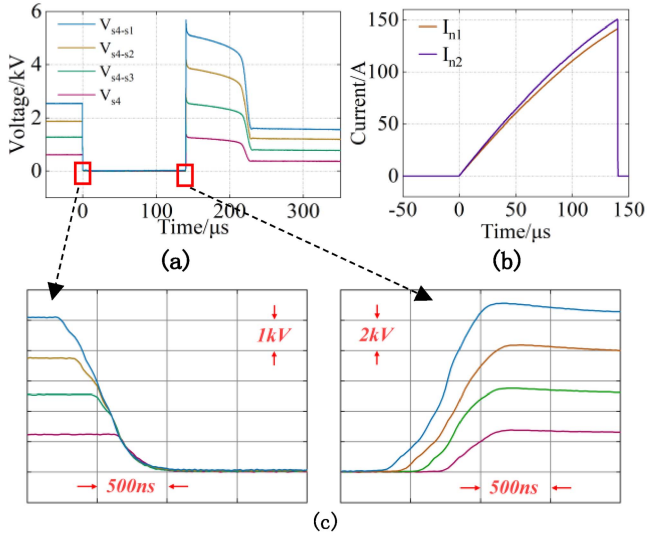 Voltage/kV
6
4
2
0
V_s4-s1
V_s4-s2
V_s4-s3
V_s4
0
100
200
300
Time/μs
(a)
Current/A
150
100
50
0
I_n1
I_n2
-50
0
50
100
150
Time/μs
(b)
1kV
500ns
2kV
500ns
(c)